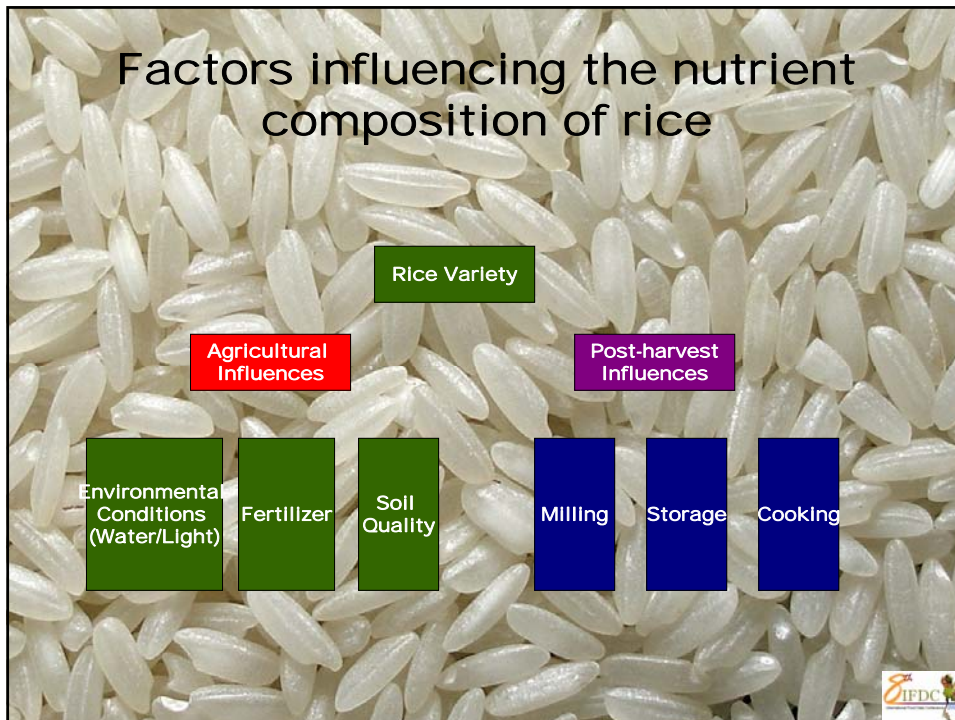 Factors influencing the nutrient
composition of rice
Rice Variety
Agricultural
Influences
Post-harvest
Influences
Environmental
Conditions
(Water/Light)
Fertilizer
Soil
Quality
Milling
Storage
Cooking
8th
IFDC